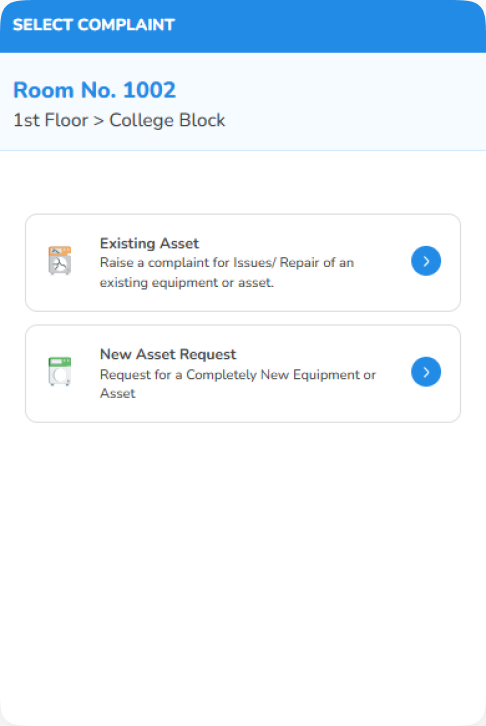 SELECT COMPLAINT
Room No. 1002
1st Floor > College Block
Existing Asset
Raise a complaint for Issues/ Repair of an
existing equipment or asset.
New Asset Request
Request for a Completely New Equipment or
Asset